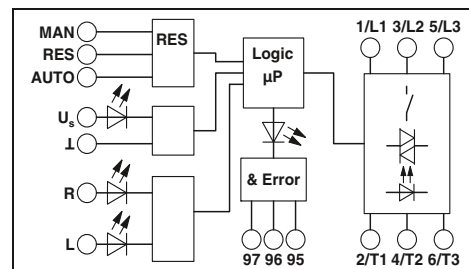 MAN
RES
AUTO
RES
Logic
µP
1/L1 3/L2 5/L3
Us
R
L
& Error
97 96 95
2/T1 4/T2 6/T3